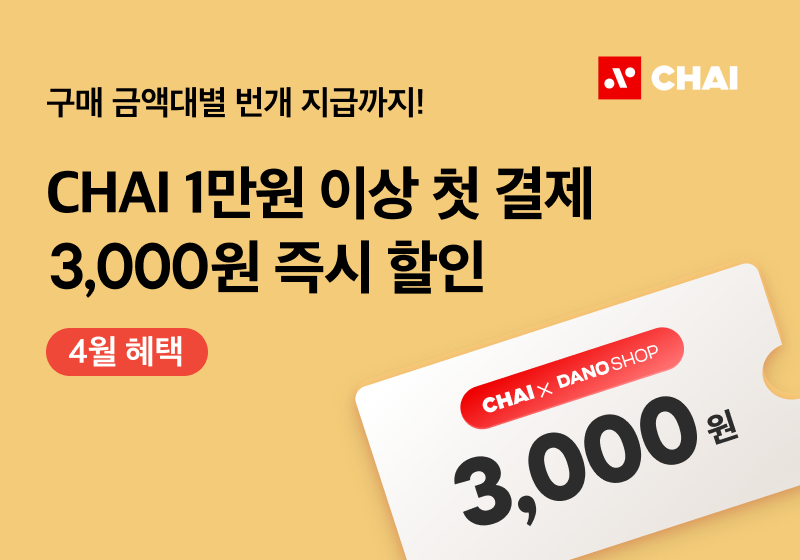 CHAI
구매 금액대별 번개 지급까지!
CHAI 1만원 이상 첫 결제
3,000원 즉시 할인
4월 혜택
CHAI X DANO SHOP
3,000원